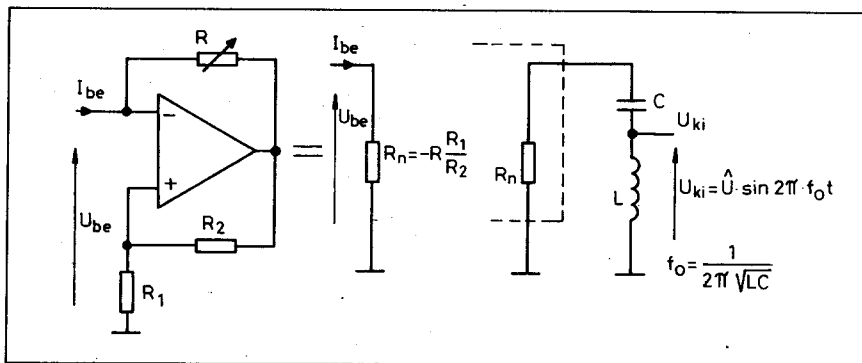 R
I_be
−
+
U_be
R_2
R_1
=
I_be
U_be
R_n=-R R_1/R_2
R_n
C
U_ki
L
U_ki=Û·sin 2π·f_0t
f_0=1/(2π√LC)